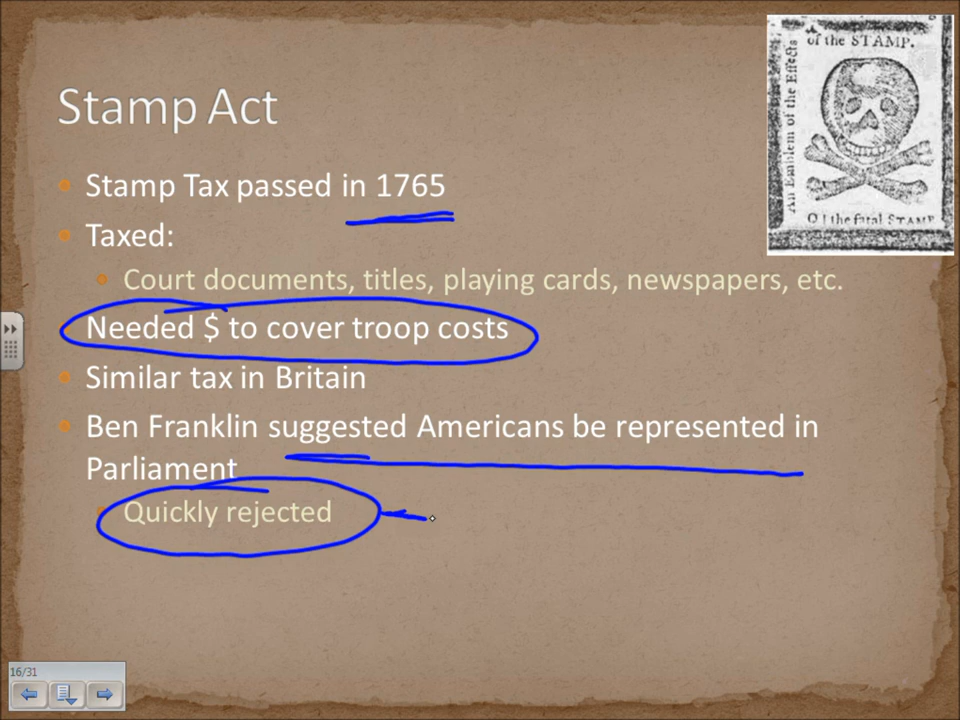 of the STAMP.
An Emblem of the Effects
O! the fatal STAMP
Stamp Act
Stamp Tax passed in 1765
Taxed:
Court documents, titles, playing cards, newspapers, etc.
Needed $ to cover troop costs
Similar tax in Britain
Ben Franklin suggested Americans be represented in
Parliament
Quickly rejected
16/31